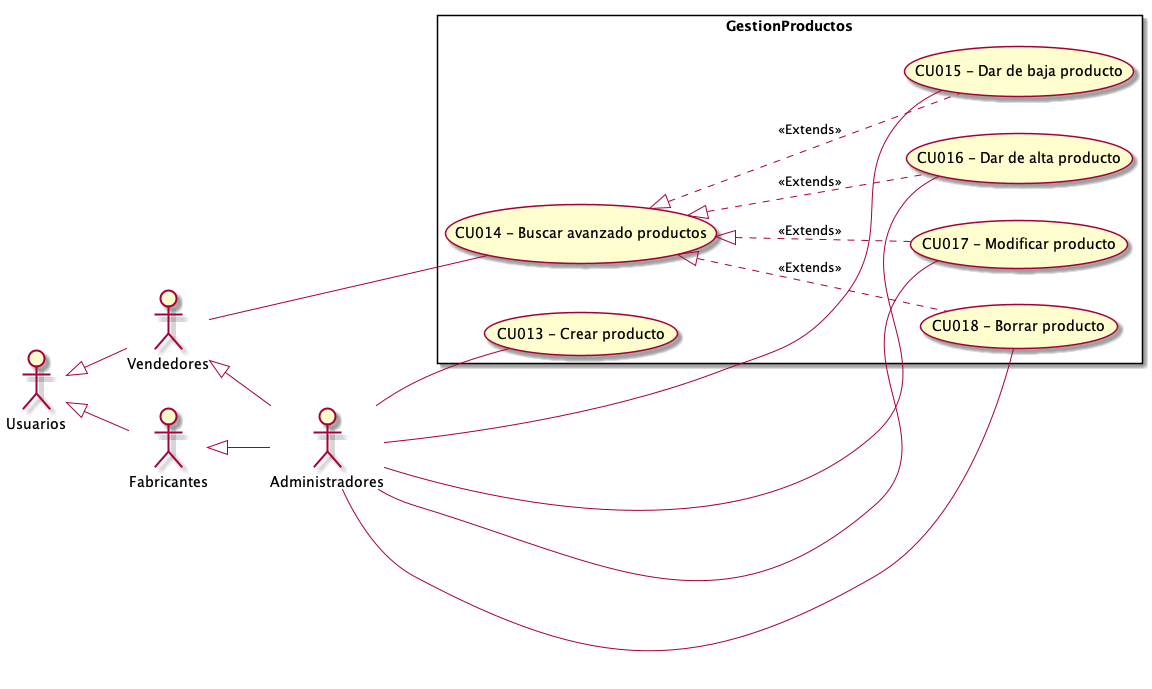 GestionProductos
CU015 – Dar de baja producto
«Extends»
CU016 – Dar de alta producto
«Extends»
CU014 – Buscar avanzado productos
«Extends»
CU017 – Modificar producto
«Extends»
CU013 – Crear producto
CU018 – Borrar producto
Vendedores
Usuarios
Fabricantes
Administradores